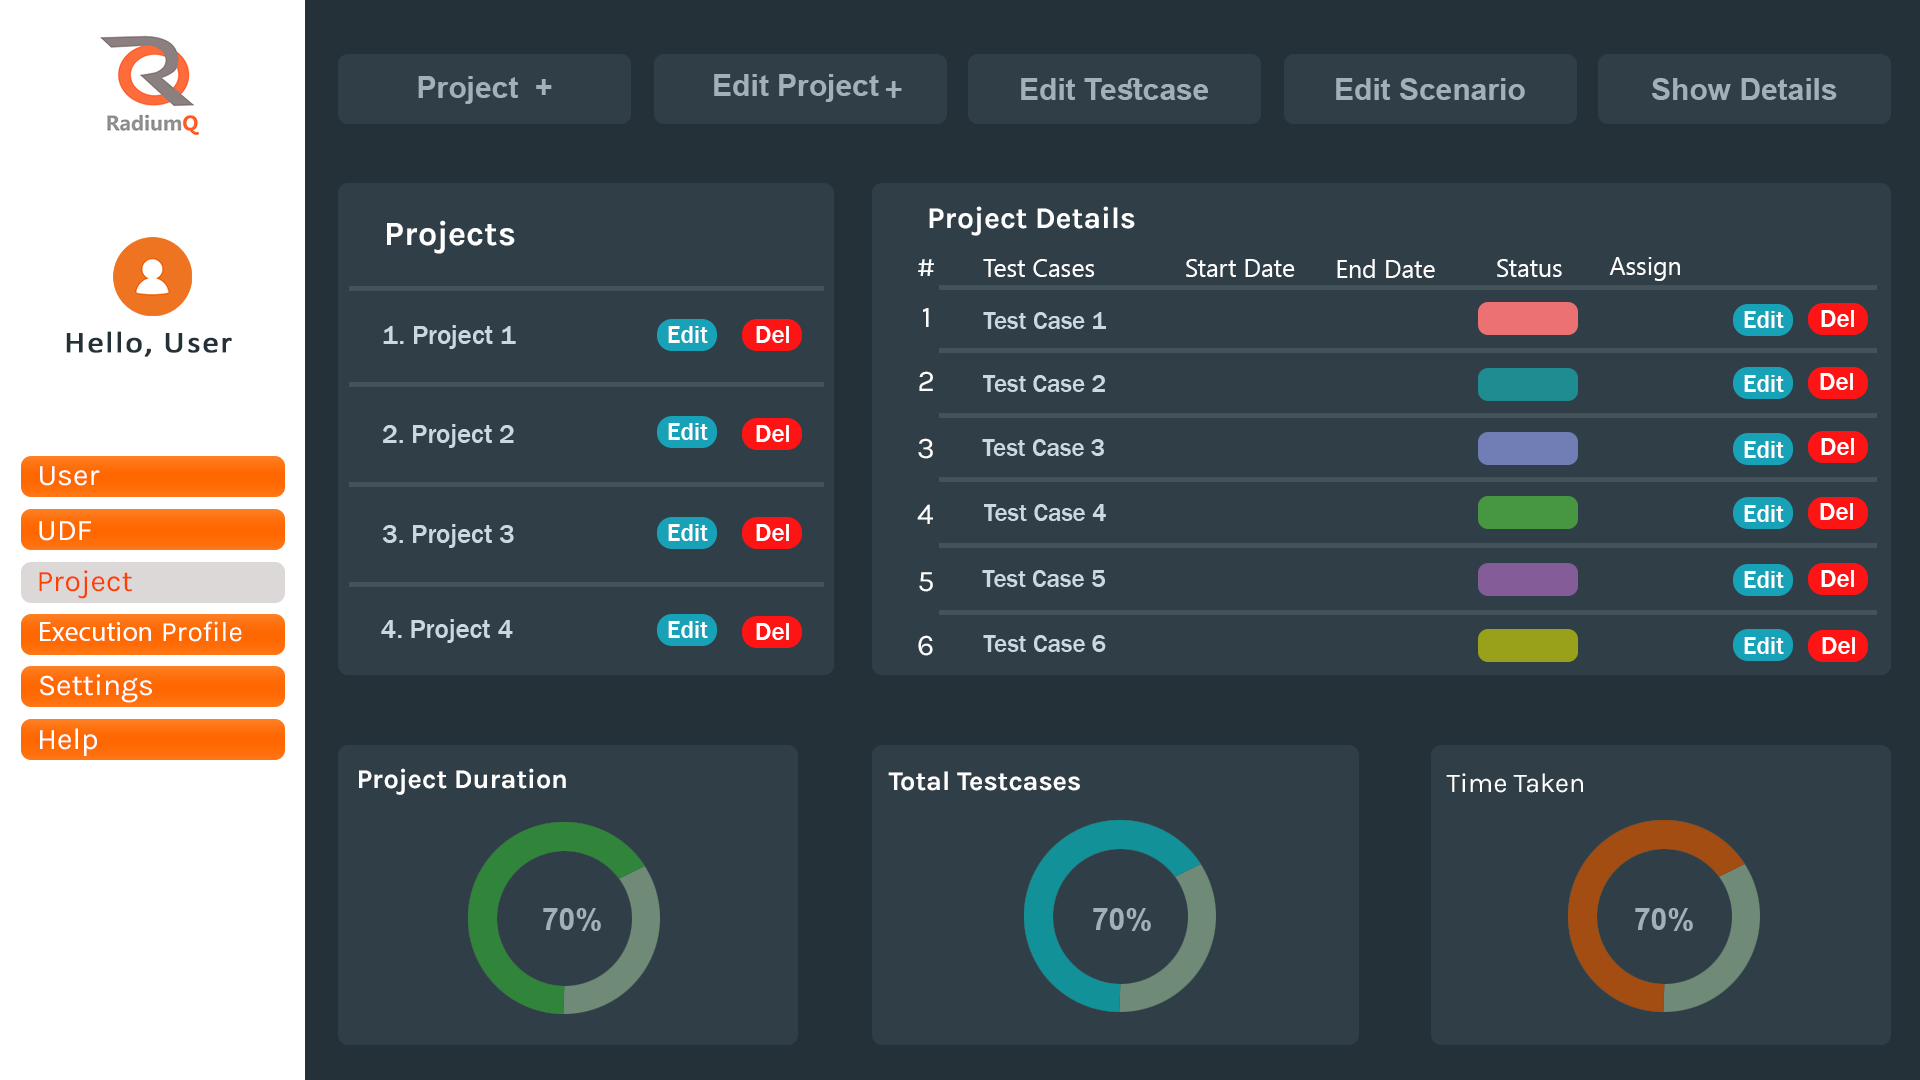 RadiumQ
Hello, User
User
UDF
Project
Execution Profile
Settings
Help
Project +
Edit Project +
Edit Testcase
Edit Scenario
Show Details
Projects
1. Project 1 Edit Del
2. Project 2 Edit Del
3. Project 3 Edit Del
4. Project 4 Edit Del
Project Details
# Test Cases Start Date End Date Status Assign
1 Test Case 1 Edit Del
2 Test Case 2 Edit Del
3 Test Case 3 Edit Del
4 Test Case 4 Edit Del
5 Test Case 5 Edit Del
6 Test Case 6 Edit Del
Project Duration
70%
Total Testcases
70%
Time Taken
70%